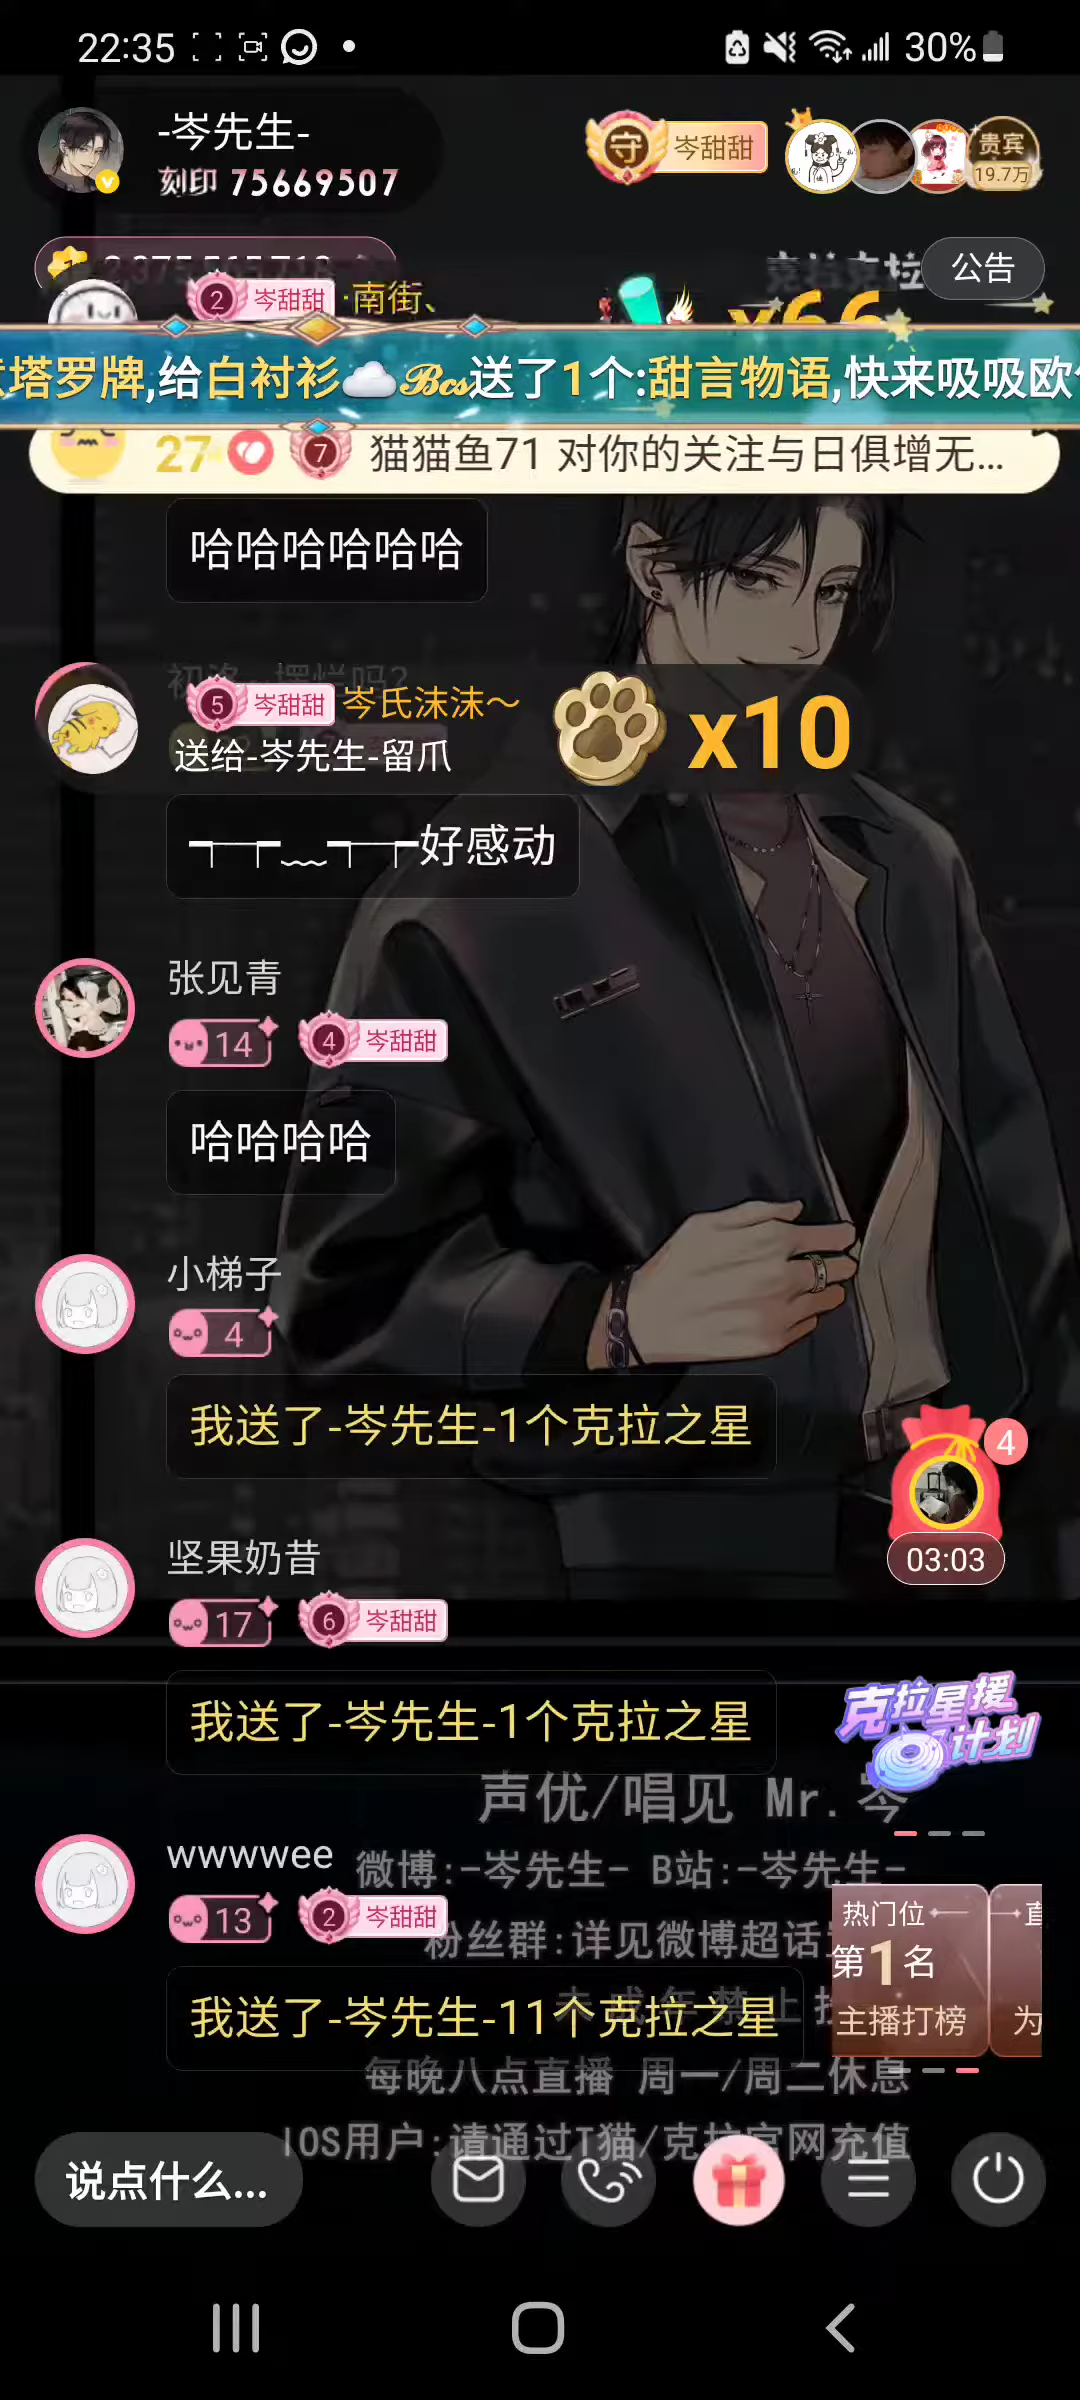 22:35
30%
-岑先生-
刻印 75669507
守 岑甜甜
贵宾
19.7万
公告
2 岑甜甜 ·南街、
x66
塔罗牌,给白衬衫☁️ℬ𝒸𝓈送了1个:甜言物语,快来吸吸欧
27 7 猫猫鱼71 对你的关注与日俱增无...
哈哈哈哈哈哈
5 岑甜甜 岑氏沫沫～
送给-岑先生-留爪
x10
┭┮﹏┭┮好感动
张见青
14 4 岑甜甜
哈哈哈哈
小梯子
4
我送了-岑先生-1个克拉之星
4
03:03
坚果奶昔
17 6 岑甜甜
我送了-岑先生-1个克拉之星
克拉星援
计划
声优/唱见 Mr.岑
wwwwee
微博:-岑先生- B站:-岑先生-
13 2 岑甜甜
粉丝群:详见微博超话
热门位
第1名
主播打榜
为
我送了-岑先生-11个克拉之星
未成年禁止
每晚八点直播 周一/周二休息
IOS用户:请通过T猫/克拉官网充值
说点什么...